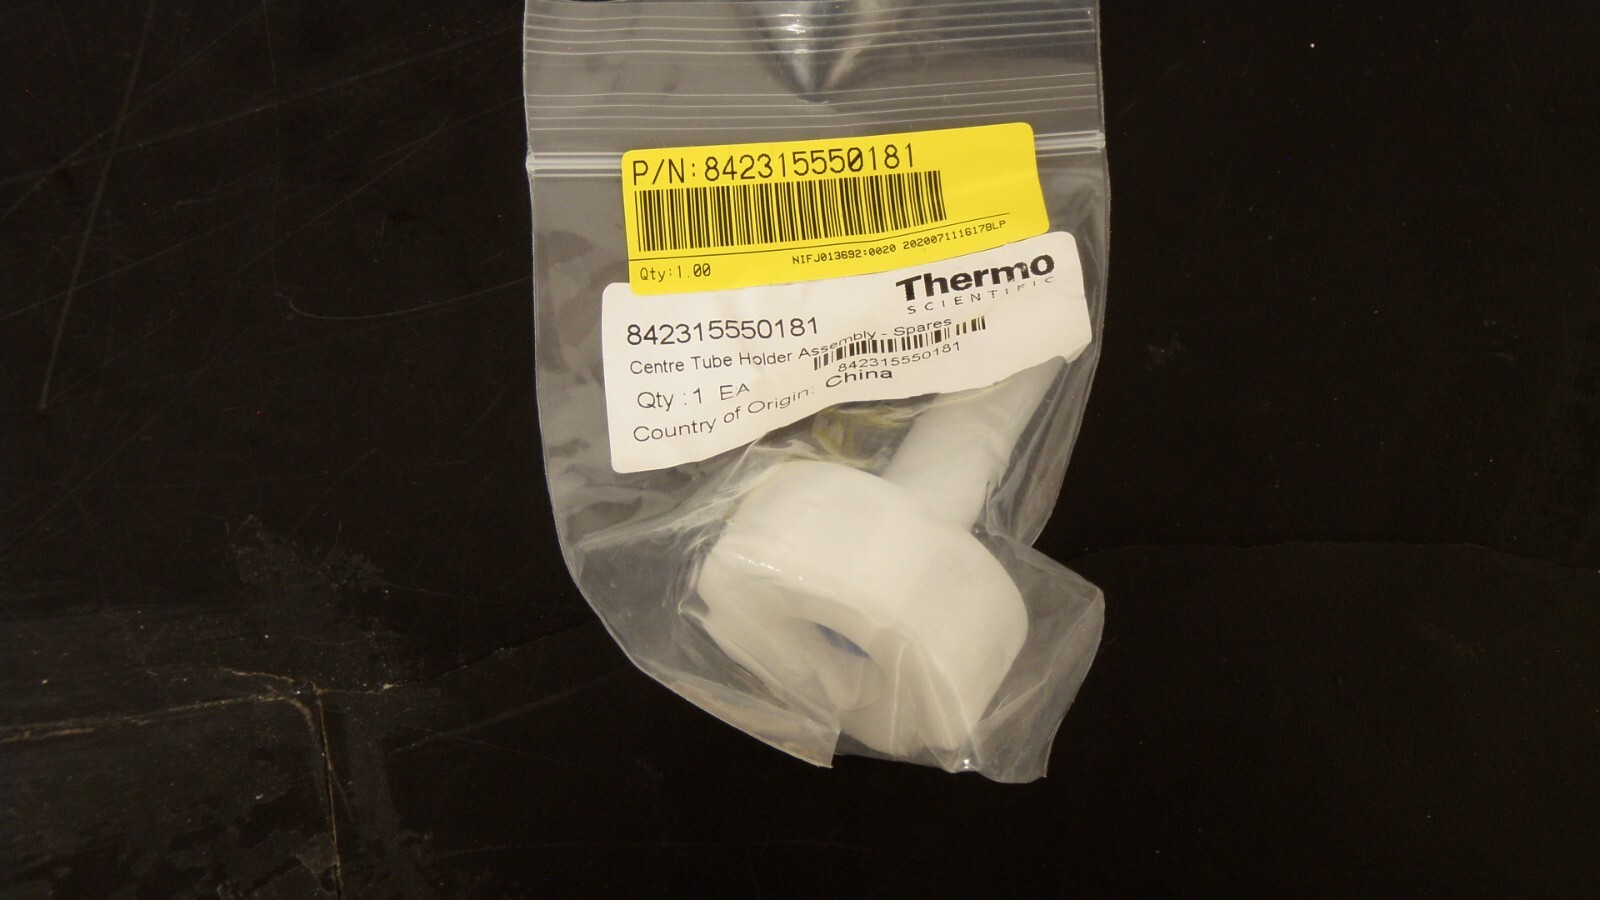 P/N:842315550181
Qty:1.00
NIFJ013692:0020 202007111617BLP
Thermo
SCIENTIFIC
842315550181
Centre Tube Holder Assembly - Spares
842315550181
Qty : 1 EA
Country of Origin: China